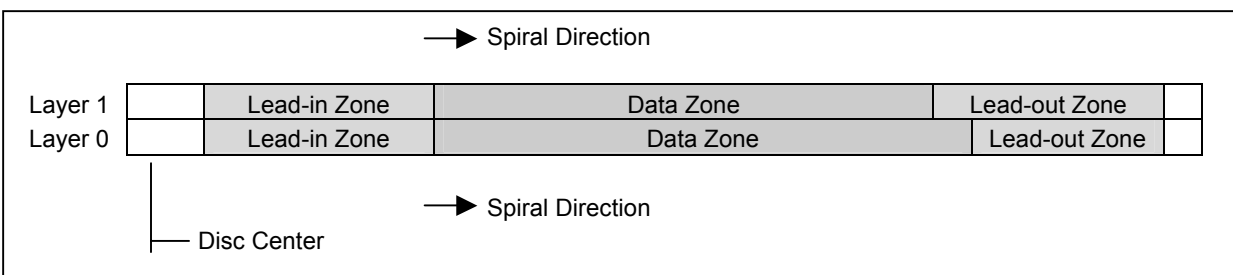 Spiral Direction
Layer 1 Lead-in Zone Data Zone Lead-out Zone
Layer 0 Lead-in Zone Data Zone Lead-out Zone
Spiral Direction
Disc Center